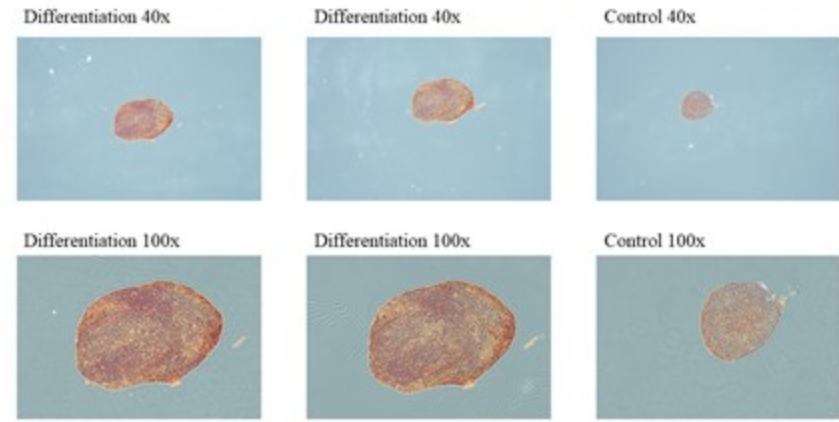 Differentiation 40x
Differentiation 40x
Control 40x
Differentiation 100x
Differentiation 100x
Control 100x